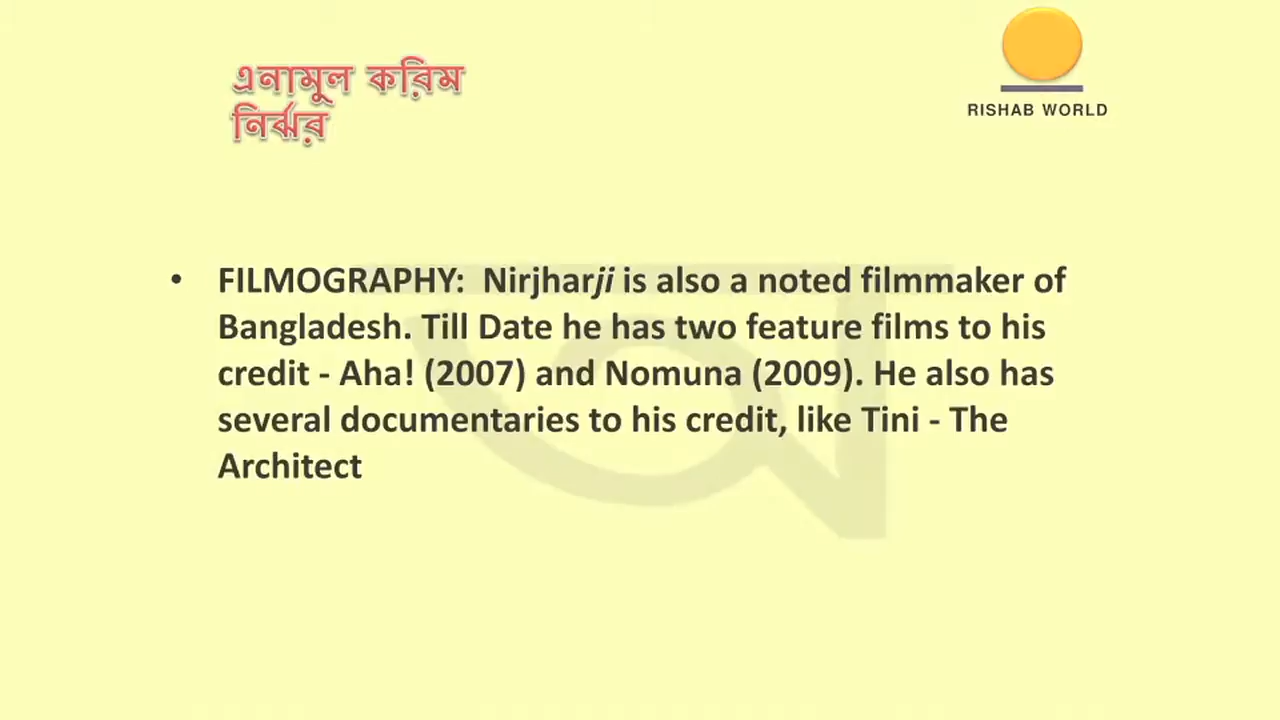 এনামুল করিম
নির্ঝর
RISHAB WORLD
• FILMOGRAPHY: Nirjharji is also a noted filmmaker of
Bangladesh. Till Date he has two feature films to his
credit - Aha! (2007) and Nomuna (2009). He also has
several documentaries to his credit, like Tini - The
Architect
অ